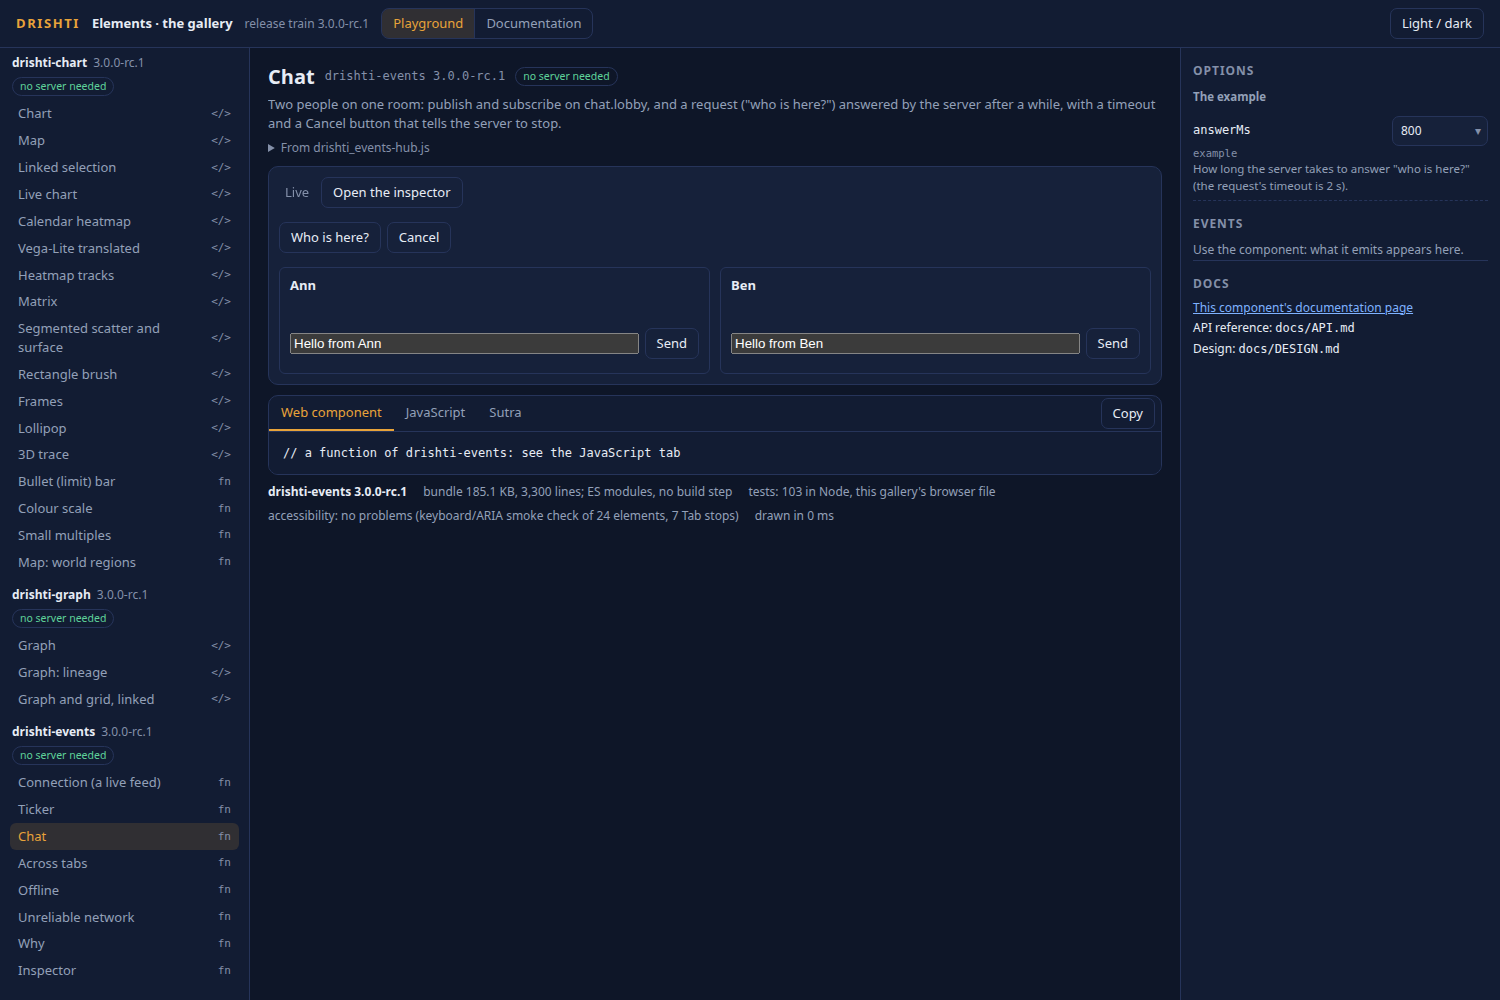 DRISHTI Elements · the gallery release train 3.0.0-rc.1 Playground Documentation Light / dark
drishti-chart 3.0.0-rc.1
no server needed
Chart </>
Map </>
Linked selection </>
Live chart </>
Calendar heatmap </>
Vega-Lite translated </>
Heatmap tracks </>
Matrix </>
Segmented scatter and
surface </>
Rectangle brush </>
Frames </>
Lollipop </>
3D trace </>
Bullet (limit) bar fn
Colour scale fn
Small multiples fn
Map: world regions fn
drishti-graph 3.0.0-rc.1
no server needed
Graph </>
Graph: lineage </>
Graph and grid, linked </>
drishti-events 3.0.0-rc.1
no server needed
Connection (a live feed) fn
Ticker fn
Chat fn
Across tabs fn
Offline fn
Unreliable network fn
Why fn
Inspector fn
Chat drishti-events 3.0.0-rc.1 no server needed
Two people on one room: publish and subscribe on chat.lobby, and a request ("who is here?") answered by the server after a while, with a timeout
and a Cancel button that tells the server to stop.
▶ From drishti_events-hub.js
Live Open the inspector
Who is here? Cancel
Ann
Hello from Ann Send
Ben
Hello from Ben Send
Web component JavaScript Sutra Copy
// a function of drishti-events: see the JavaScript tab
drishti-events 3.0.0-rc.1 bundle 185.1 KB, 3,300 lines; ES modules, no build step tests: 103 in Node, this gallery's browser file
accessibility: no problems (keyboard/ARIA smoke check of 24 elements, 7 Tab stops) drawn in 0 ms
OPTIONS
The example
answerMs 800
example
How long the server takes to answer "who is here?"
(the request's timeout is 2 s).
EVENTS
Use the component: what it emits appears here.
DOCS
This component's documentation page
API reference: docs/API.md
Design: docs/DESIGN.md